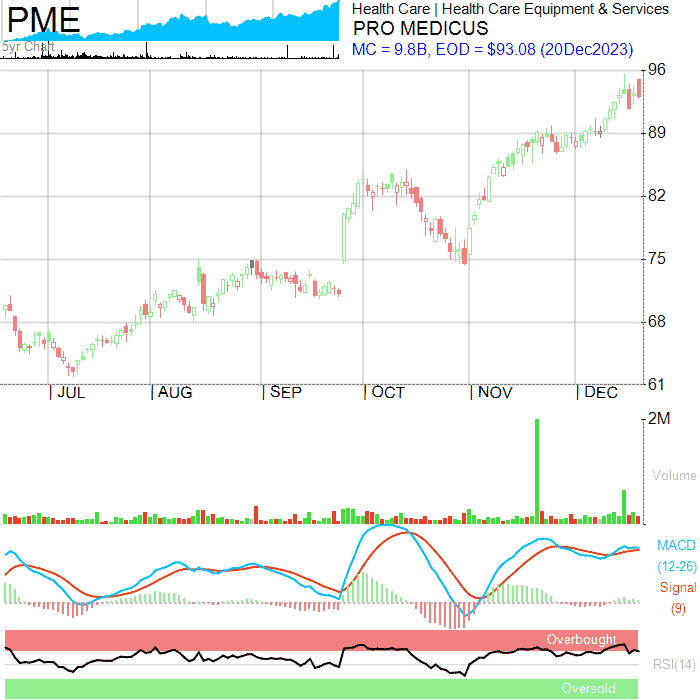 PME
5yr Chart
Health Care | Health Care Equipment & Services
PRO MEDICUS
MC = 9.8B, EOD = $93.08 (20Dec2023)
96
89
82
75
68
61
JUL
AUG
SEP
OCT
NOV
DEC
2M
Volume
MACD
(12-26)
Signal
(9)
Overbought
RSI(14)
Oversold